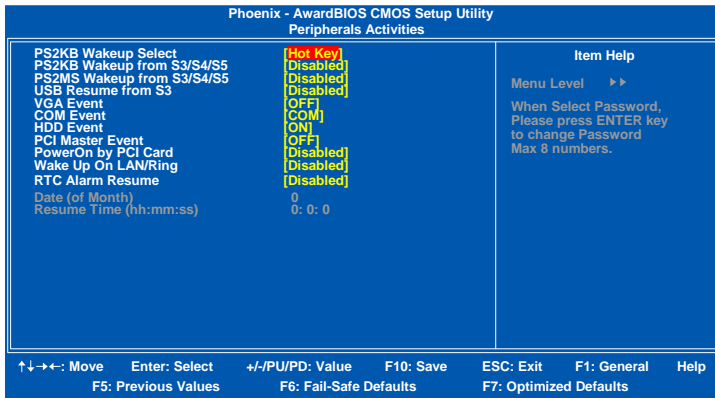 Phoenix - AwardBIOS CMOS Setup Utility
Peripherals Activities
PS2KB Wakeup Select [Hot Key]
PS2KB Wakeup from S3/S4/S5 [Disabled]
PS2MS Wakeup from S3/S4/S5 [Disabled]
USB Resume from S3 [Disabled]
VGA Event [OFF]
COM Event [COM]
HDD Event [ON]
PCI Master Event [OFF]
PowerOn by PCI Card [Disabled]
Wake Up On LAN/Ring [Disabled]
RTC Alarm Resume [Disabled]
Date (of Month) 0
Resume Time (hh:mm:ss) 0: 0: 0
Item Help
Menu Level ▸▸
When Select Password,
Please press ENTER key
to change Password
Max 8 numbers.
↑↓→←: Move Enter: Select +/-/PU/PD: Value F10: Save ESC: Exit F1: General Help
F5: Previous Values F6: Fail-Safe Defaults F7: Optimized Defaults